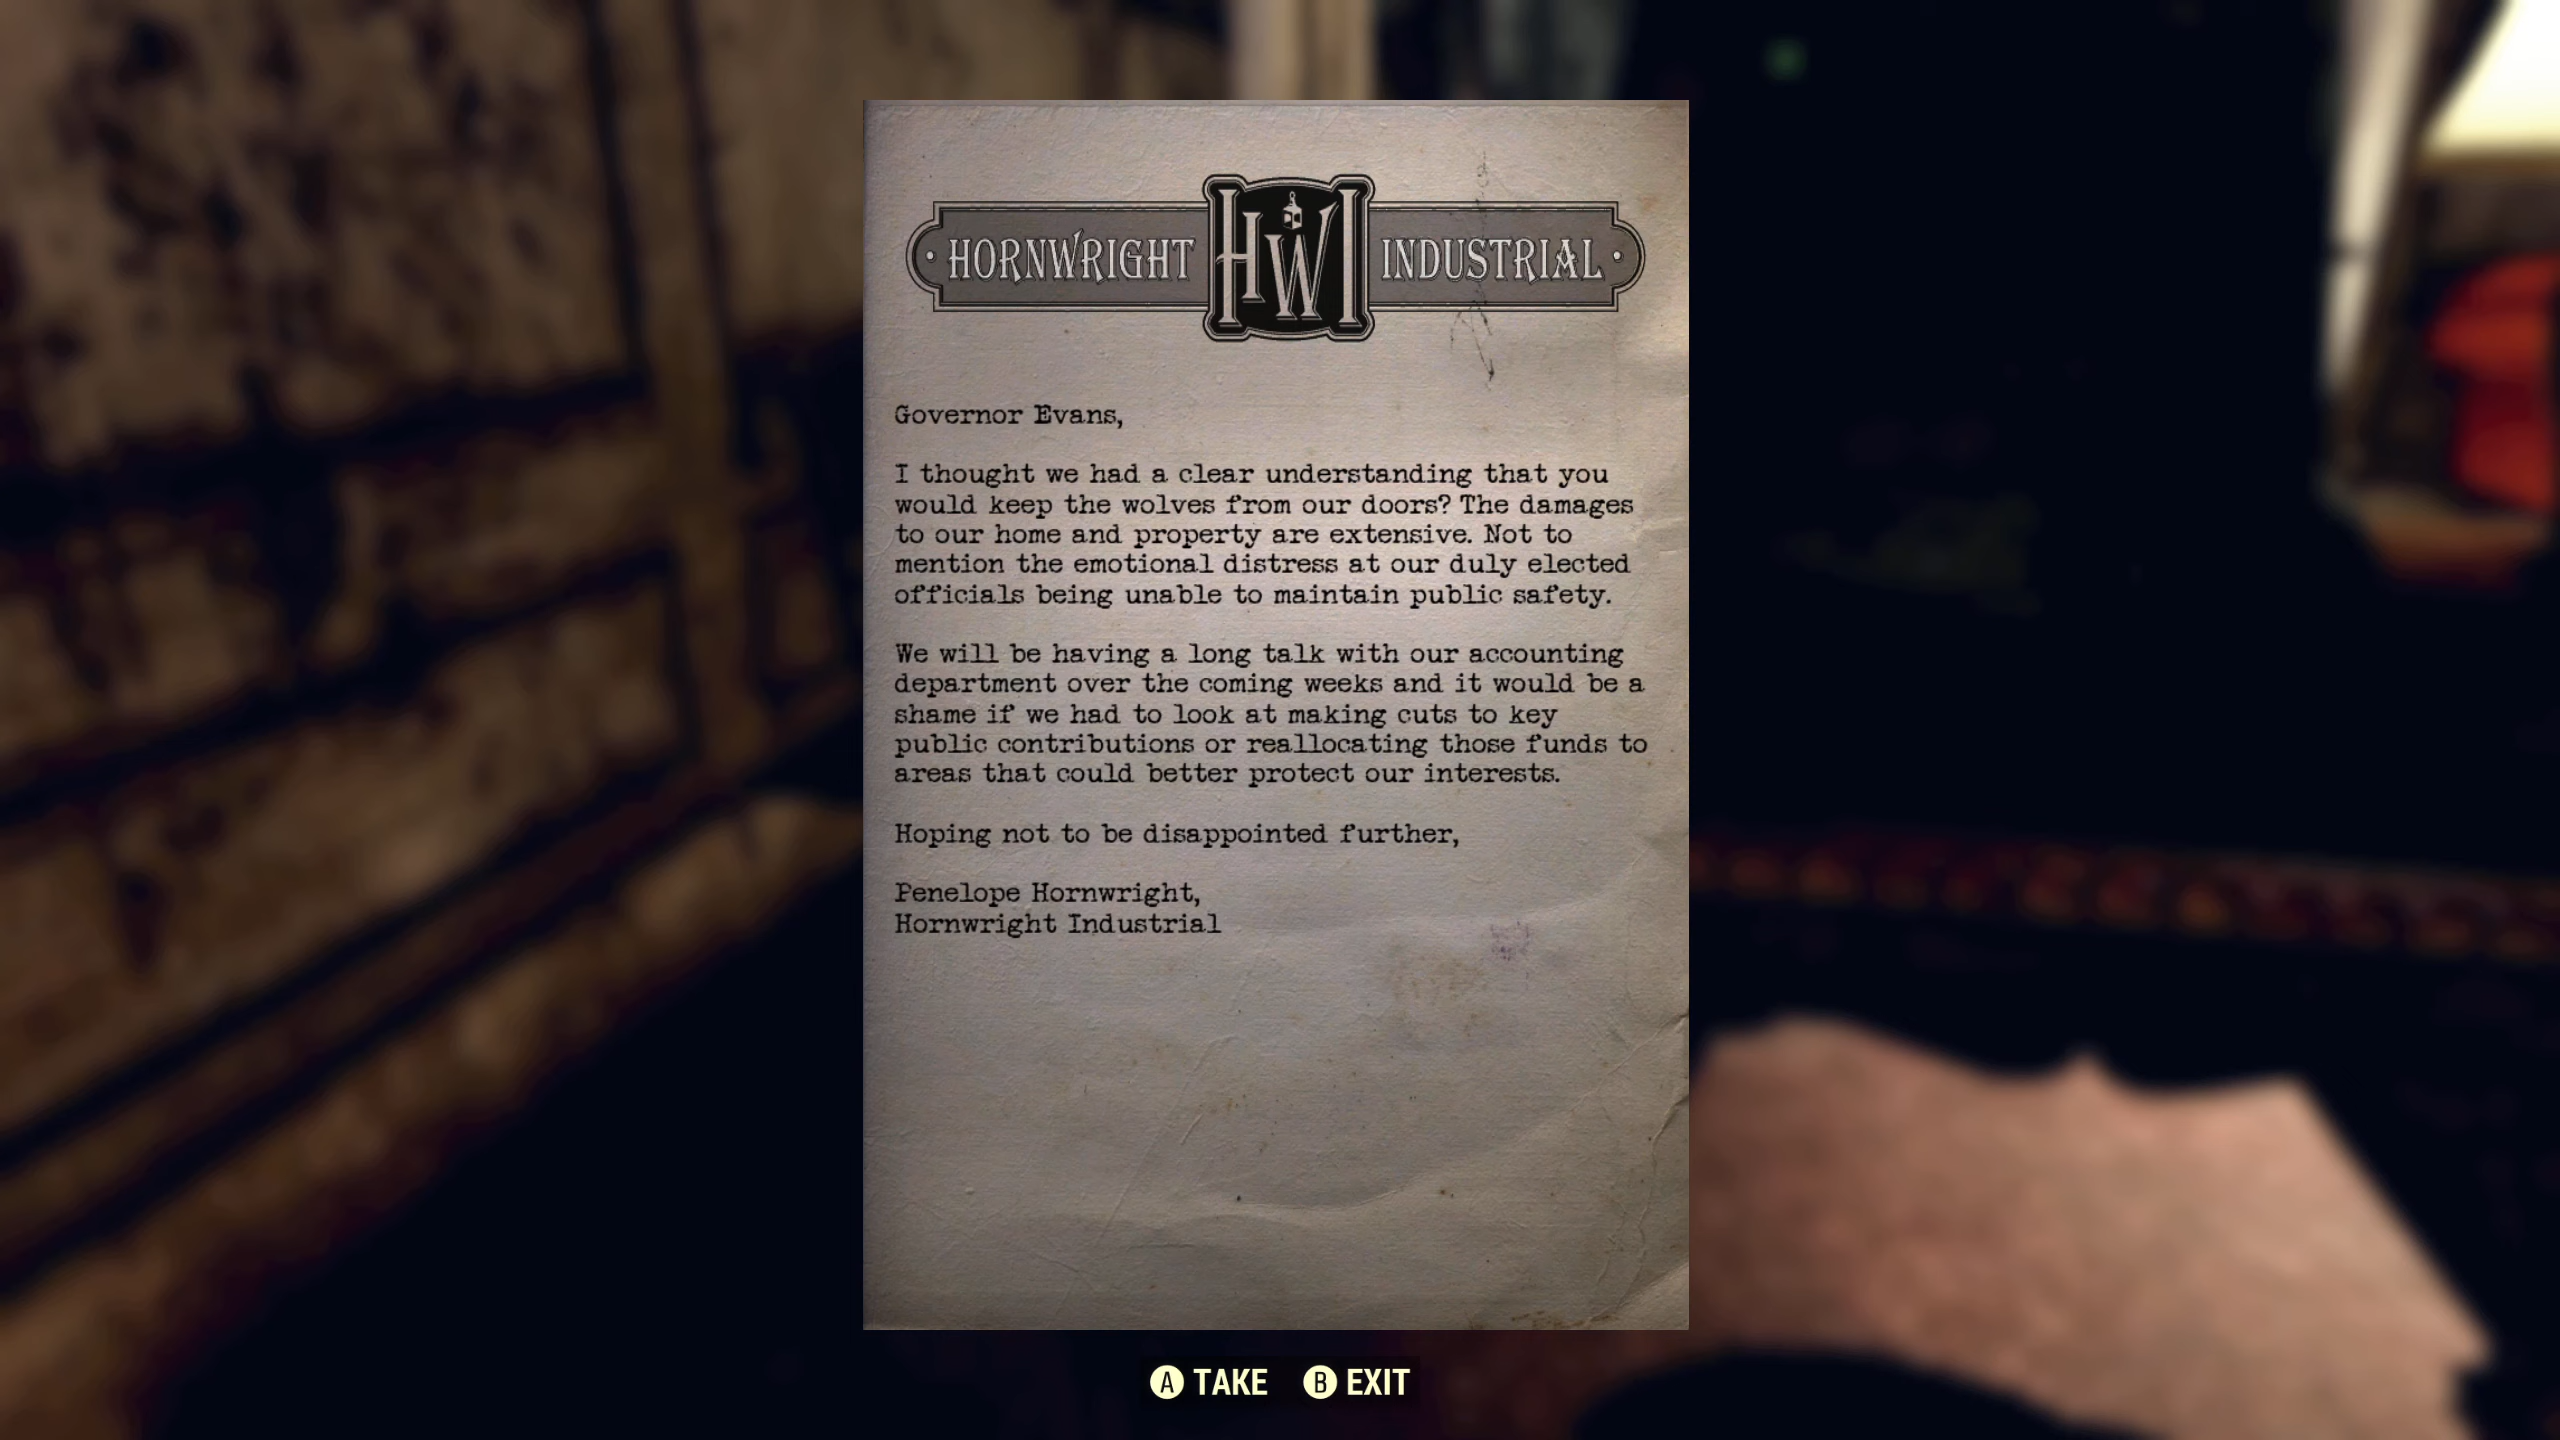 HORNWRIGHT HWI INDUSTRIAL
Governor Evans,
I thought we had a clear understanding that you
would keep the wolves from our doors? The damages
to our home and property are extensive. Not to
mention the emotional distress at our duly elected
officials being unable to maintain public safety.
We will be having a long talk with our accounting
department over the coming weeks and it would be a
shame if we had to look at making cuts to key
public contributions or reallocating those funds to
areas that could better protect our interests.
Hoping not to be disappointed further,
Penelope Hornwright,
Hornwright Industrial
A TAKE B EXIT